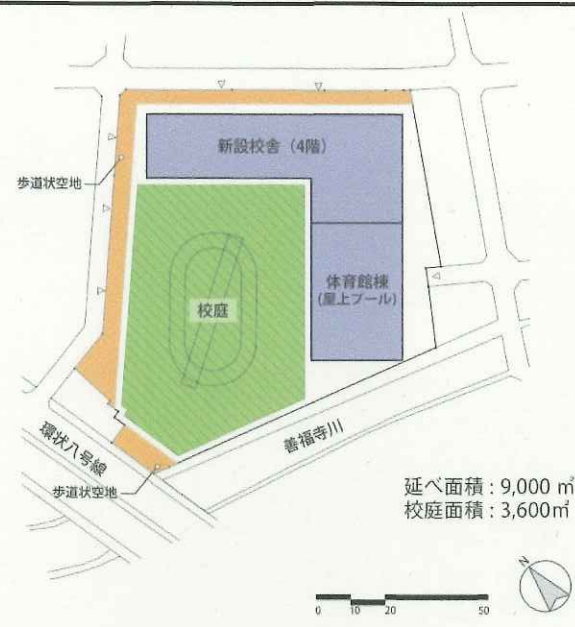 新設校舎（4階）
歩道状空地
体育館棟
(屋上プール)
校庭
環状八号線
善福寺川
歩道状空地
延べ面積 : 9,000 ㎡
校庭面積 : 3,600㎡
N
0 10 20 50